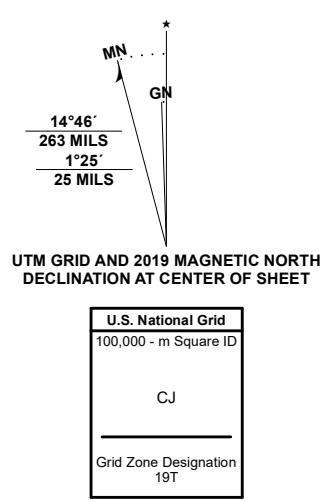 MN
GN
14°46´
263 MILS
1°25´
25 MILS
UTM GRID AND 2019 MAGNETIC NORTH
DECLINATION AT CENTER OF SHEET
U.S. National Grid
100,000 - m Square ID
CJ
Grid Zone Designation
19T